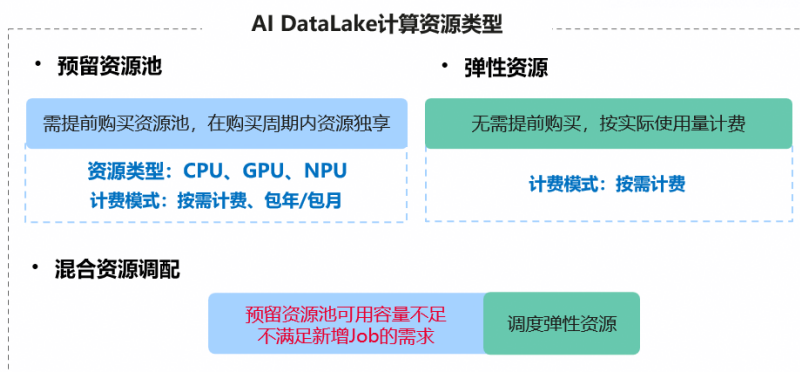 AI DataLake计算资源类型
• 预留资源池
需提前购买资源池，在购买周期内资源独享
资源类型：CPU、GPU、NPU
计费模式：按需计费、包年/包月
• 弹性资源
无需提前购买，按实际使用量计费
计费模式：按需计费
• 混合资源调配
预留资源池可用容量不足
不满足新增Job的需求
调度弹性资源